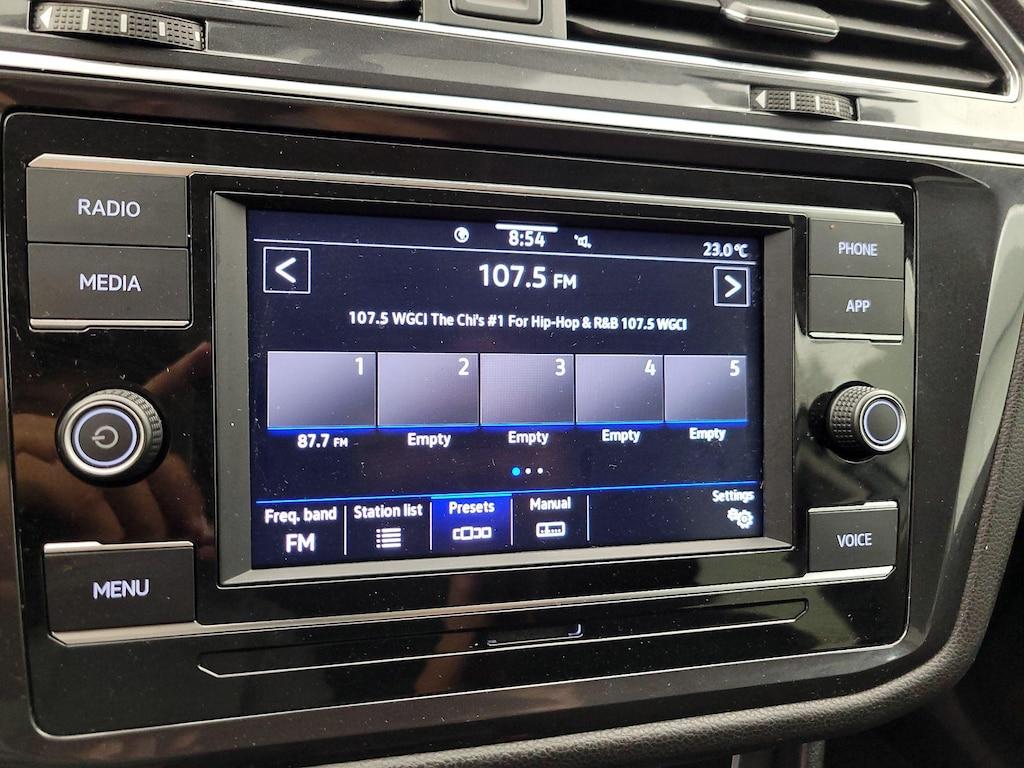 RADIO
MEDIA
MENU
PHONE
APP
VOICE
8:54
23.0°C
<
107.5 FM
>
107.5 WGCI The Chi's #1 For Hip-Hop & R&B 107.5 WGCI
1 2 3 4 5
87.7 FM Empty Empty Empty Empty
Freq. band Station list Presets Manual Settings
FM